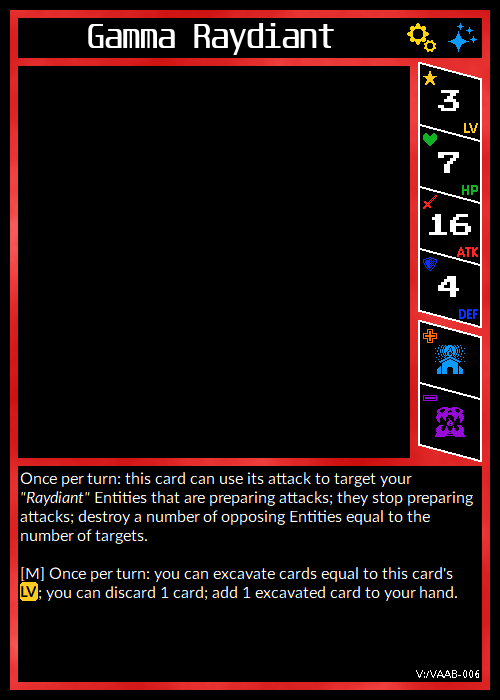 Gamma Raydiant
3
LV
7
HP
16
ATK
4
DEF
Once per turn: this card can use its attack to target your
"Raydiant" Entities that are preparing attacks; they stop preparing
attacks; destroy a number of opposing Entities equal to the
number of targets.
[M] Once per turn: you can excavate cards equal to this card's
LV; you can discard 1 card; add 1 excavated card to your hand.
V:/VAAB-006